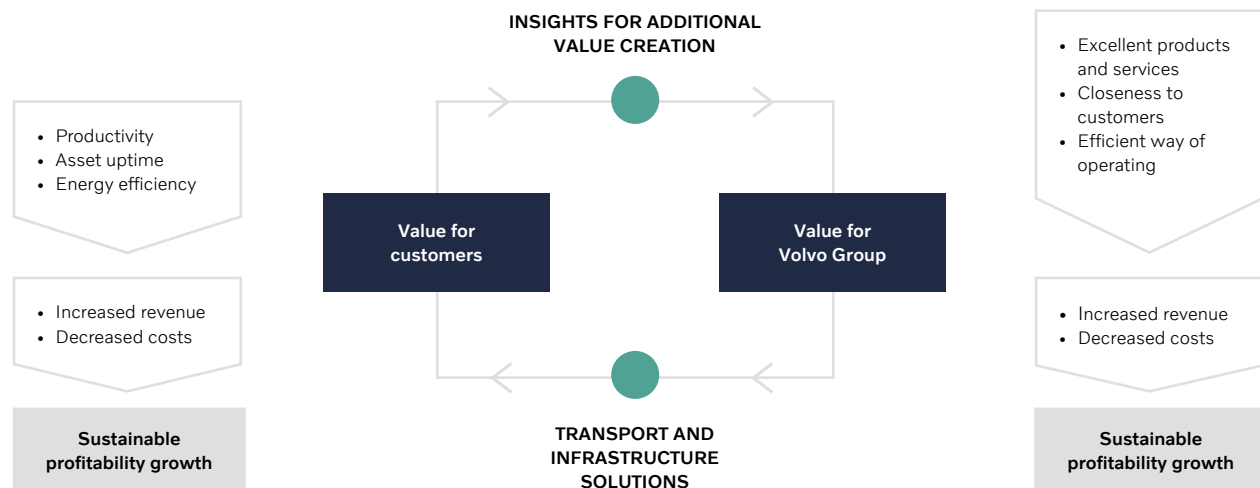 INSIGHTS FOR ADDITIONAL
VALUE CREATION
• Productivity
• Asset uptime
• Energy efficiency
• Increased revenue
• Decreased costs
Sustainable
profitability growth
Value for
customers
Value for
Volvo Group
TRANSPORT AND
INFRASTRUCTURE
SOLUTIONS
• Excellent products
and services
• Closeness to
customers
• Efficient way of
operating
• Increased revenue
• Decreased costs
Sustainable
profitability growth